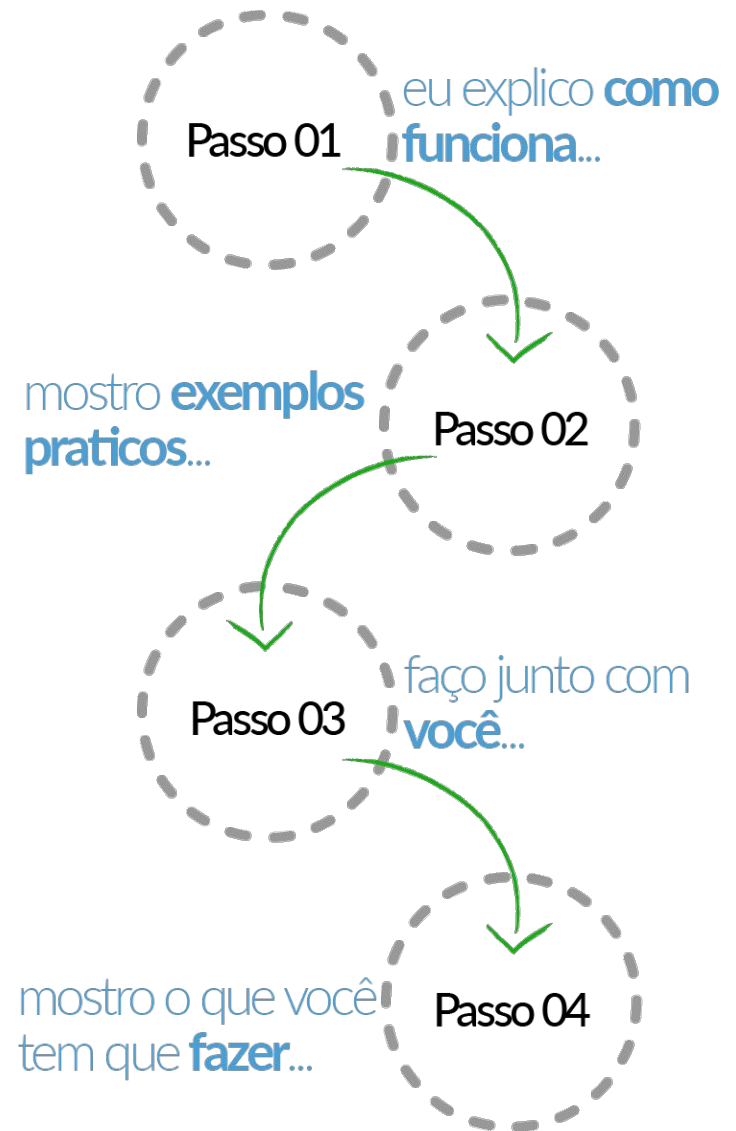 Passo 01
eu explico como
funciona...
Passo 02
mostro exemplos
praticos...
Passo 03
faço junto com
você...
Passo 04
mostro o que você
tem que fazer...